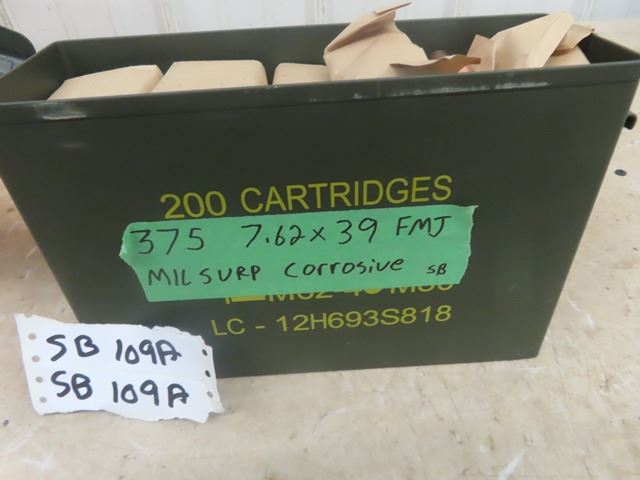 200 CARTRIDGES
375 7.62x39 FMJ
MILSURP CORROSIVE SB
LC - 12H693S818
SB 109A
SB 109A